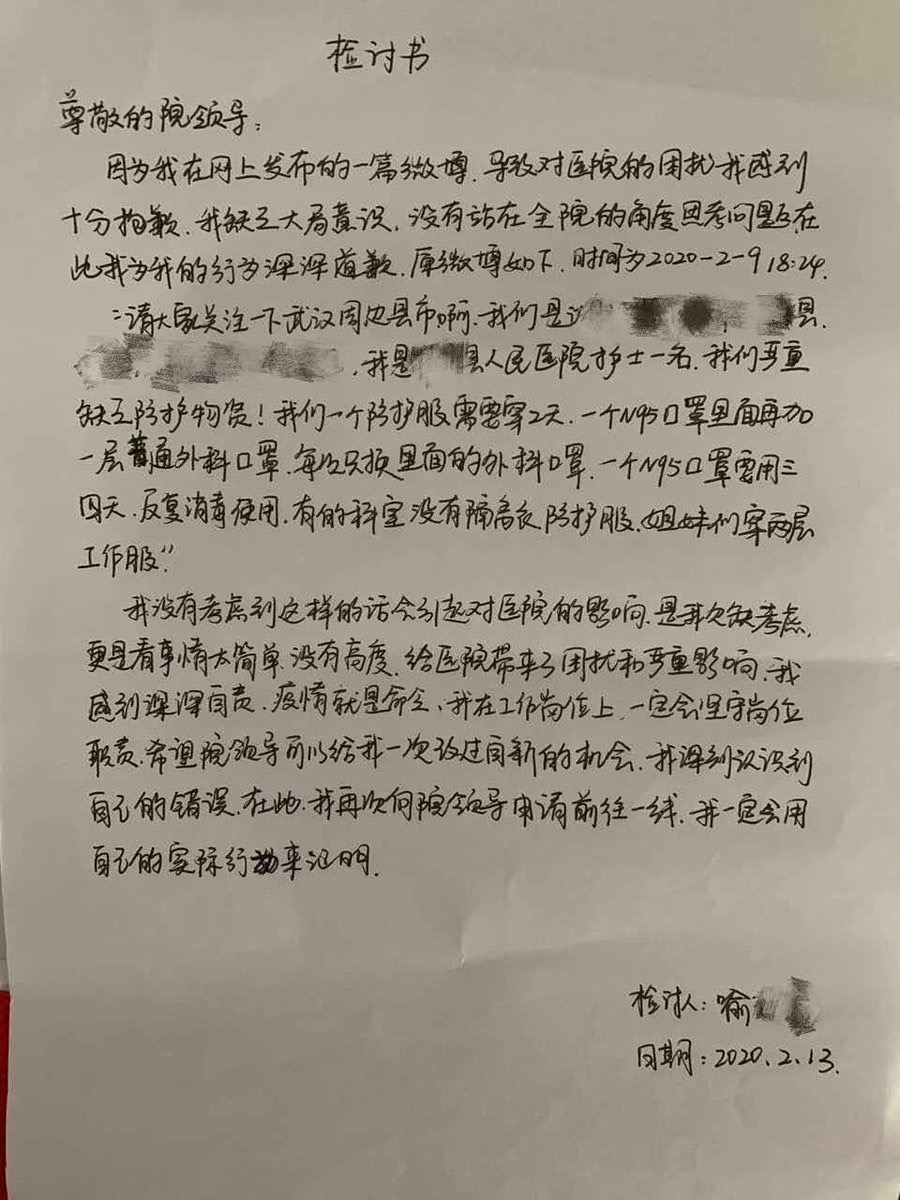 检讨书
尊敬的院领导：
因为我在网上发布的一篇微博，导致对医院的困扰我感到
十分抱歉，我缺乏大局意识，没有站在全院的角度思考问题，在
此我为我的行为深深道歉，原微博如下，时间为2020-2-9 18:24.
“请大家关注一下武汉周边县市啊，我们是 县，
，我是 县人民医院护士一名，我们严重
缺乏防护物资！我们一个防护服需要穿2天，一个N95口罩里面再加
一层普通外科口罩，每次只换里面的外科口罩，一个N95口罩要用三
四天，反复消毒使用，有的科室没有隔离衣防护服，姐妹们穿两层
工作服”
我没有考虑到这样的话会引起对医院的影响，是我欠缺考虑，
更是看事情太简单，没有高度，给医院带来了困扰和严重影响，我
感到深深自责，疫情就是命令，我在工作岗位上，一定会坚守岗位
职责，希望院领导可以给我一次改过自新的机会，我深刻认识到
自己的错误，在此，我再次向院领导申请前往一线，我一定会用
自己的实际行动来证明.
检讨人：喻
日期：2020.2.13.